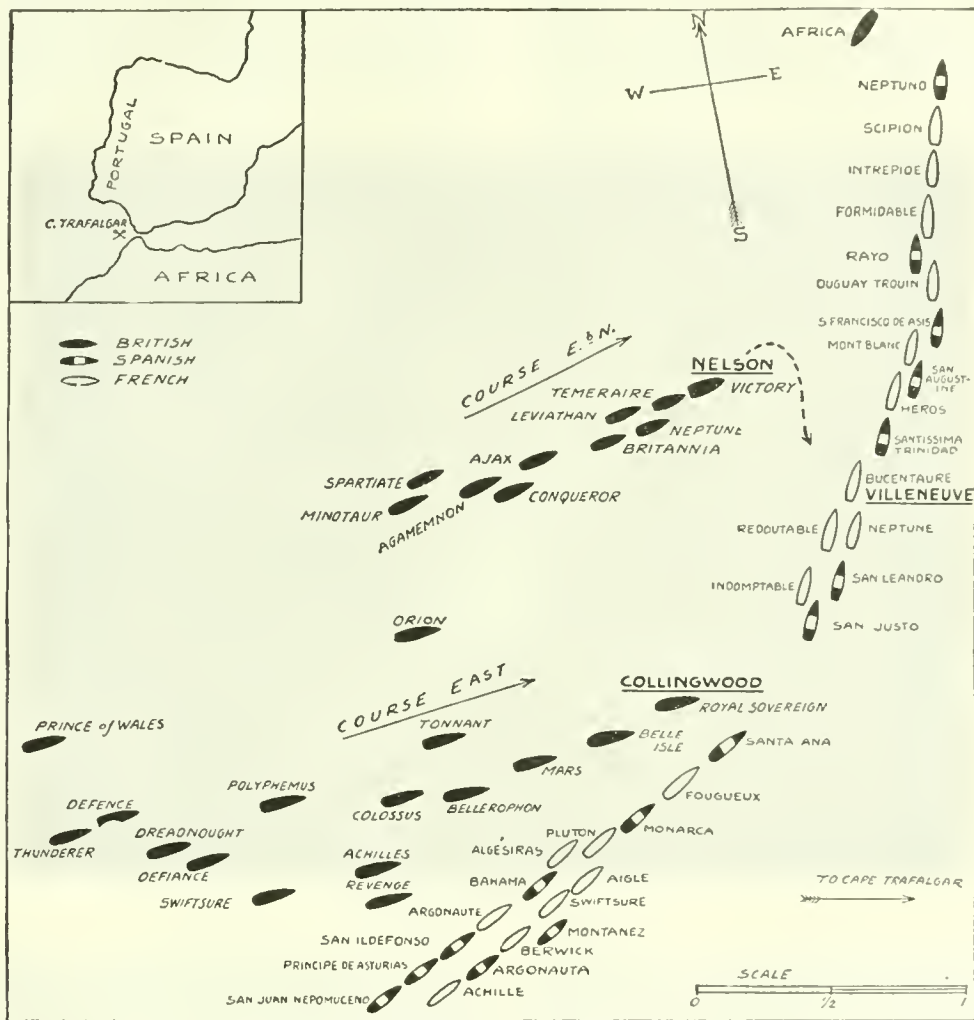 N
W E
S
PORTUGAL
SPAIN
C. TRAFALGAR
AFRICA
BRITISH
SPANISH
FRENCH
AFRICA
NEPTUNO
SCIPION
INTREPIDE
FORMIDABLE
RAYO
DUGUAY TROUIN
S FRANCISCO DE ASIS
MONT BLANC
SAN
AUGUST-
INE
HEROS
SANTISSIMA
TRINIDAD
BUCENTAURE
VILLENEUVE
REDOUTABLE
NEPTUNE
INDOMPTABLE
SAN LEANDRO
SAN JUSTO
COURSE E. b N.
NELSON
VICTORY
TEMERAIRE
LEVIATHAN
NEPTUNE
BRITANNIA
AJAX
SPARTIATE
CONQUEROR
MINOTAUR
AGAMEMNON
ORION
COURSE EAST
COLLINGWOOD
ROYAL SOVEREIGN
PRINCE of WALES
TONNANT
BELLE
ISLE
SANTA ANA
MARS
POLYPHEMUS
FOUGUEUX
DEFENCE
COLOSSUS
BELLEROPHON
THUNDERER
DREADNOUGHT
PLUTON
MONARCA
ALGÉSIRAS
ACHILLES
DEFIANCE
BAHAMA
AIGLE
SWIFTSURE
REVENGE
SWIFTSURE
ARGONAUTE
MONTANEZ
SAN ILDEFONSO
BERWICK
PRINCIPE DE ASTURIAS
ARGONAUTA
SAN JUAN NEPOMUCENO
ACHILLE
TO CAPE TRAFALGAR
SCALE
0 1/2 1